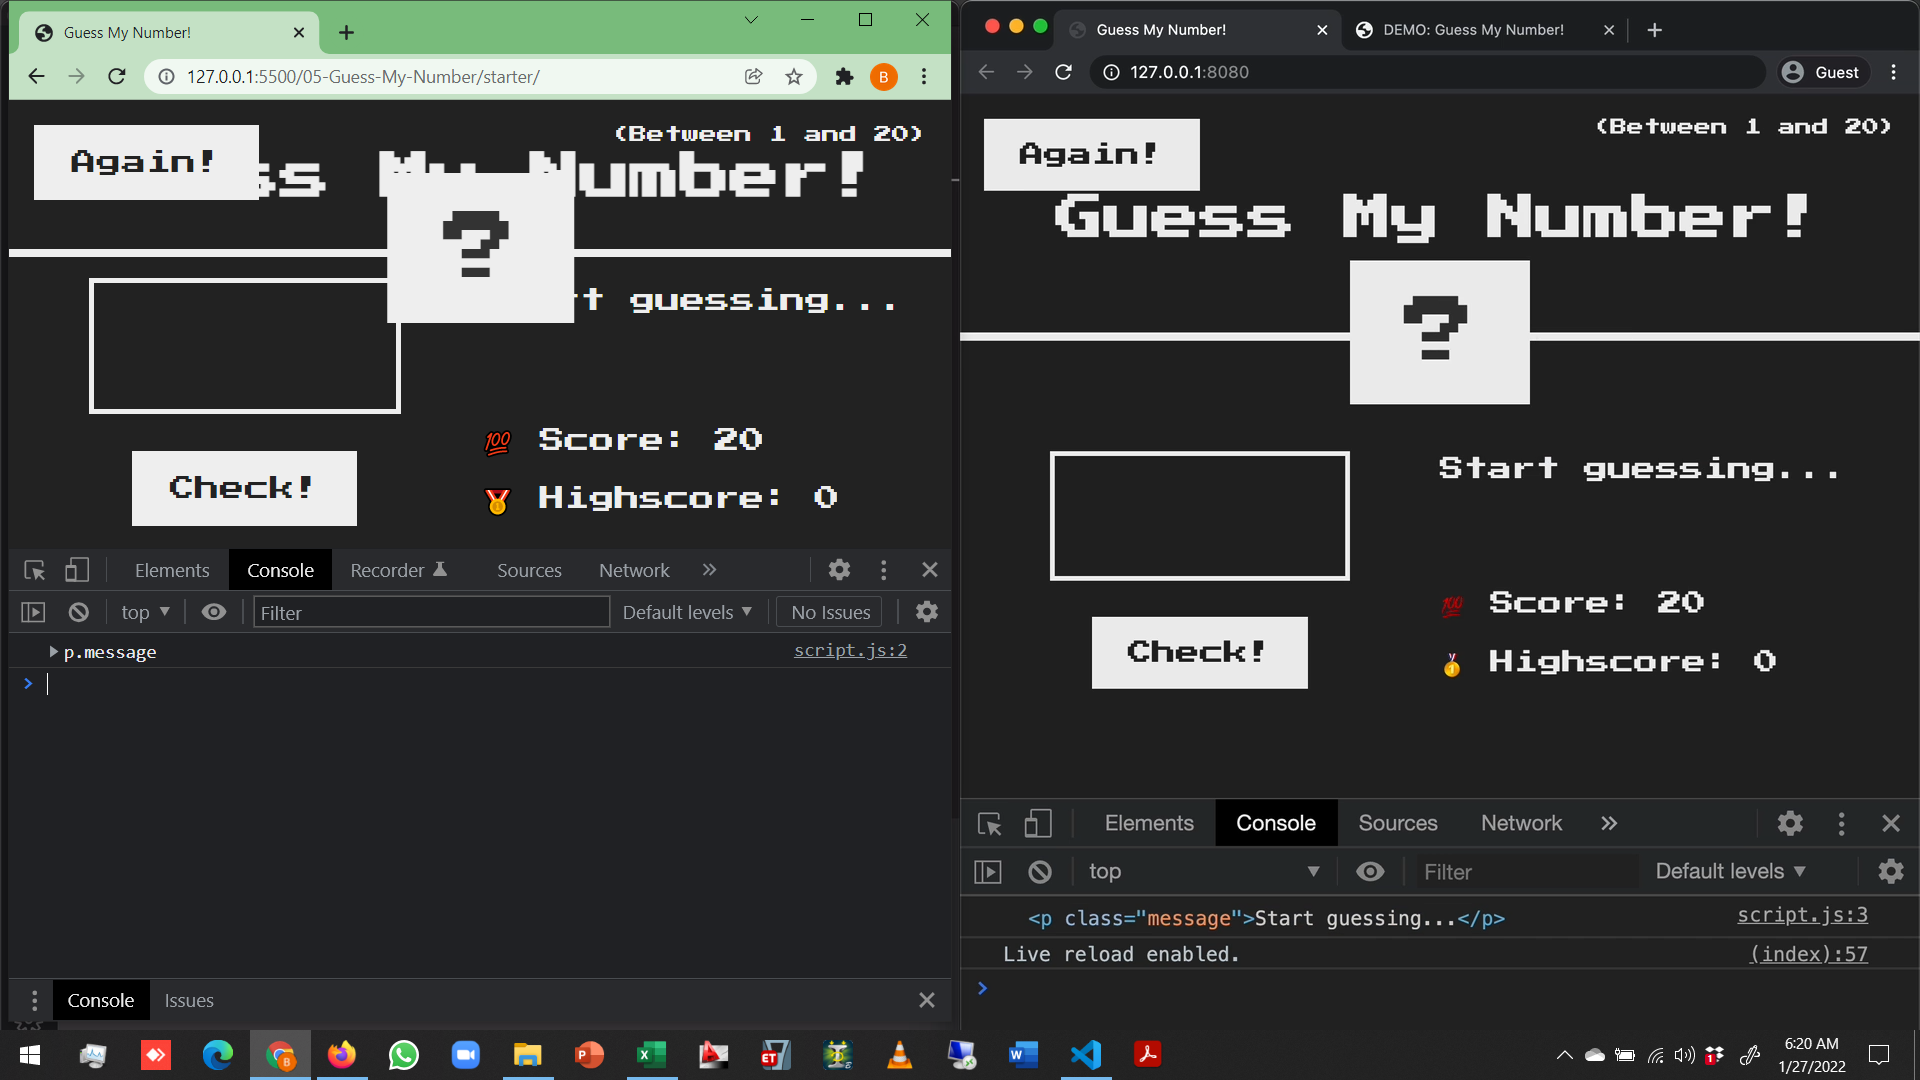 Guess My Number!
127.0.0.1:5500/05-Guess-My-Number/starter/
B
(Between 1 and 20)
Again!
ss My Number!
?
rt guessing...
💯 Score: 20
Check!
🥇 Highscore: 0
Elements Console Recorder Sources Network »
top Filter Default levels No Issues
p.message script.js:2
>
Console Issues
Guess My Number! DEMO: Guess My Number!
127.0.0.1:8080 Guest
(Between 1 and 20)
Again!
Guess My Number!
?
Start guessing...
💯 Score: 20
Check!
🥇 Highscore: 0
Elements Console Sources Network »
top Filter Default levels
<p class="message">Start guessing...</p> script.js:3
Live reload enabled. (index):57
>
6:20 AM
1/27/2022